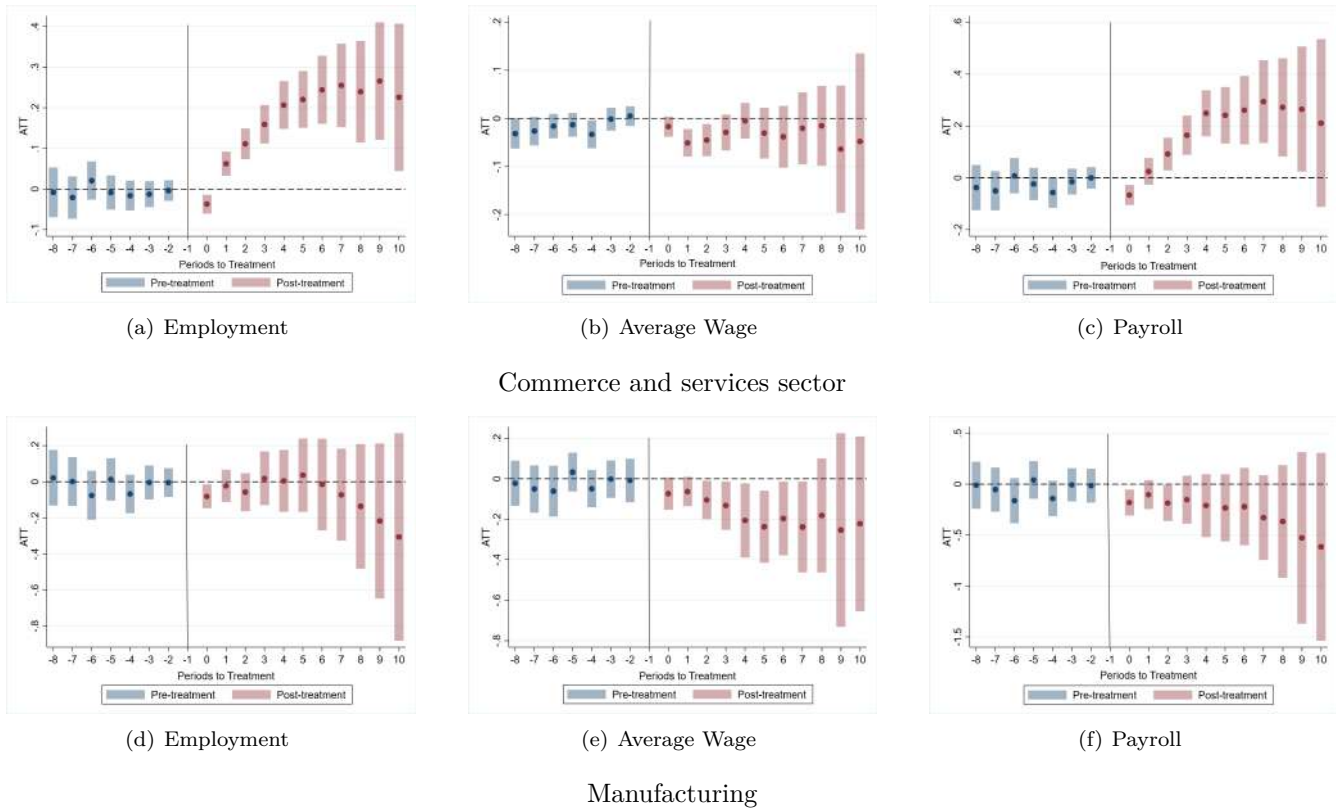 .4
.3
.2
.1
0
-.1
ATT
-8 -7 -6 -5 -4 -3 -2 -1 0 1 2 3 4 5 6 7 8 9 10
Periods to Treatment
Pre-treatment Post-treatment
(a) Employment
.2
.1
0
-.1
-.2
ATT
-8 -7 -6 -5 -4 -3 -2 -1 0 1 2 3 4 5 6 7 8 9 10
Periods to Treatment
Pre-treatment Post-treatment
(b) Average Wage
.6
.4
.2
0
-.2
ATT
-8 -7 -6 -5 -4 -3 -2 -1 0 1 2 3 4 5 6 7 8 9 10
Periods to Treatment
Pre-treatment Post-treatment
(c) Payroll
Commerce and services sector
.2
0
-.2
-.4
-.6
-.8
ATT
-8 -7 -6 -5 -4 -3 -2 -1 0 1 2 3 4 5 6 7 8 9 10
Periods to Treatment
Pre-treatment Post-treatment
(d) Employment
.2
0
-.2
-.4
-.6
-.8
ATT
-8 -7 -6 -5 -4 -3 -2 -1 0 1 2 3 4 5 6 7 8 9 10
Periods to Treatment
Pre-treatment Post-treatment
(e) Average Wage
.5
0
-.5
-1
-1.5
ATT
-8 -7 -6 -5 -4 -3 -2 -1 0 1 2 3 4 5 6 7 8 9 10
Periods to Treatment
Pre-treatment Post-treatment
(f) Payroll
Manufacturing